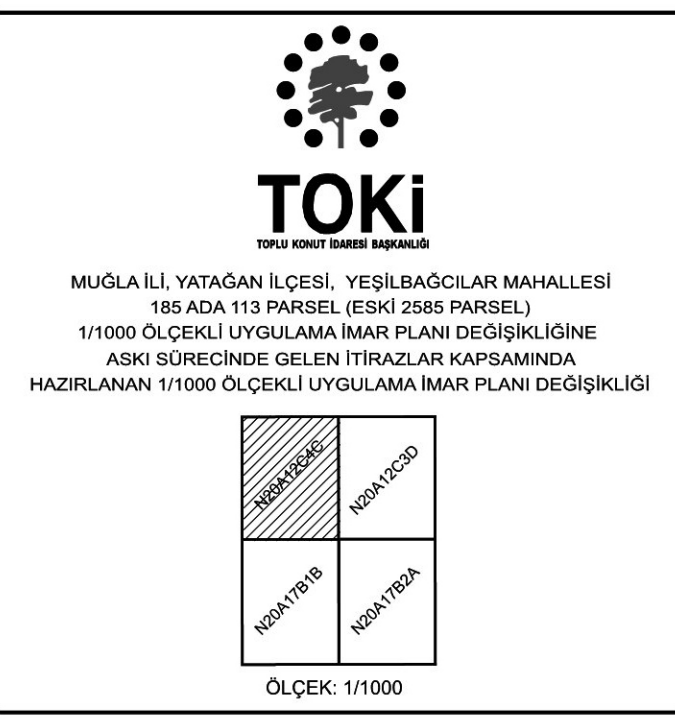 TOKİ
TOPLU KONUT İDARESİ BAŞKANLIĞI
MUĞLA İLİ, YATAĞAN İLÇESİ, YEŞİLBAĞCILAR MAHALLESİ
185 ADA 113 PARSEL (ESKİ 2585 PARSEL)
1/1000 ÖLÇEKLİ UYGULAMA İMAR PLANI DEĞİŞİKLİĞİNE
ASKI SÜRECİNDE GELEN İTİRAZLAR KAPSAMINDA
HAZIRLANAN 1/1000 ÖLÇEKLİ UYGULAMA İMAR PLANI DEĞİŞİKLİĞİ
N20A12C4C
N20A12C3D
N20A17B1B
N20A17B2A
ÖLÇEK: 1/1000